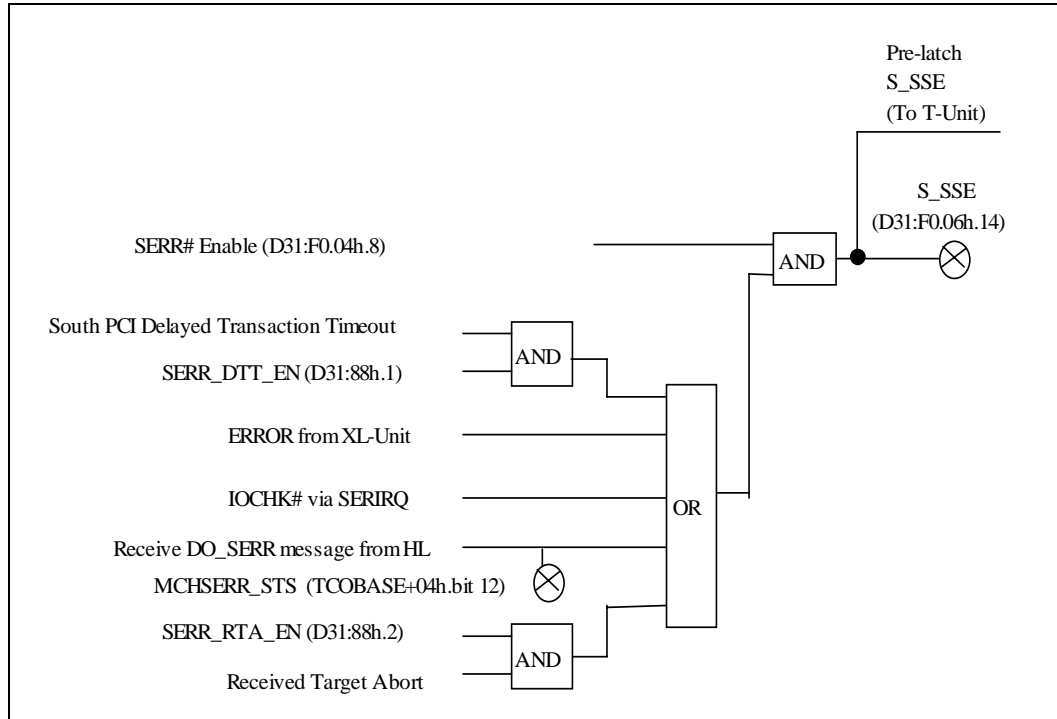 Pre-latch
S_SSE
(To T-Unit)
S_SSE
(D31:F0.06h.14)
SERR# Enable (D31:F0.04h.8)
AND
South PCI Delayed Transaction Timeout
AND
SERR_DTT_EN (D31:88h.1)
ERROR from XL-Unit
IOCHK# via SERIRQ
OR
Receive DO_SERR message from HL
MCHSERR_STS (TCOBASE+04h.bit 12)
SERR_RTA_EN (D31:88h.2)
AND
Received Target Abort